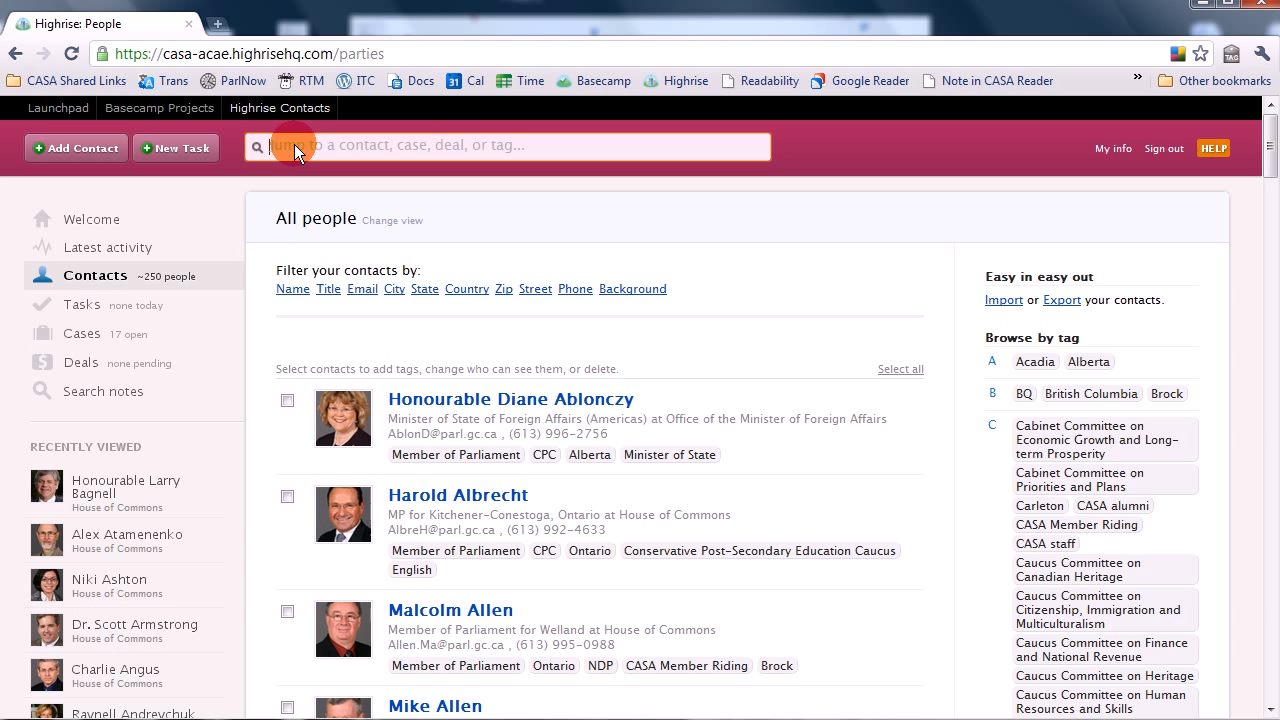 Highrise: People
https://casa-acae.highrisehq.com/parties
CASA Shared Links Trans ParlNow RTM ITC Docs 31 Cal Time Basecamp Highrise Readability Google Reader Note in CASA Reader » Other bookmarks
TAG
Launchpad Basecamp Projects Highrise Contacts
Add Contact New Task Jump to a contact, case, deal, or tag... My info Sign out HELP
Welcome
Latest activity
Contacts ~250 people
Tasks none today
Cases 17 open
Deals none pending
Search notes
RECENTLY VIEWED
Honourable Larry
Bagnell
House of Commons
Alex Atamenenko
House of Commons
Niki Ashton
House of Commons
Dr. Scott Armstrong
House of Commons
Charlie Angus
House of Commons
Raynell Andreychuk
All people Change view
Filter your contacts by:
Name Title Email City State Country Zip Street Phone Background
Select contacts to add tags, change who can see them, or delete. Select all
Honourable Diane Ablonczy
Minister of State of Foreign Affairs (Americas) at Office of the Minister of Foreign Affairs
AblonD@parl.gc.ca , (613) 996-2756
Member of Parliament CPC Alberta Minister of State
Harold Albrecht
MP for Kitchener-Conestoga, Ontario at House of Commons
AlbreH@parl.gc.ca , (613) 992-4633
Member of Parliament CPC Ontario Conservative Post-Secondary Education Caucus
English
Malcolm Allen
Member of Parliament for Welland at House of Commons
Allen.Ma@parl.gc.ca , (613) 995-0988
Member of Parliament Ontario NDP CASA Member Riding Brock
Mike Allen
Easy in easy out
Import or Export your contacts.
Browse by tag
A Acadia Alberta
B BQ British Columbia Brock
C Cabinet Committee on
Economic Growth and Long-
term Prosperity
Cabinet Committee on
Priorities and Plans
Carleton CASA alumni
CASA Member Riding
CASA staff
Caucus Committee on
Canadian Heritage
Caucus Committee on
Citizenship, Immigration and
Multiculturalism
Caucus Committee on Finance
and National Revenue
Caucus Committee on Heritage
Caucus Committee on Human
Resources and Skills